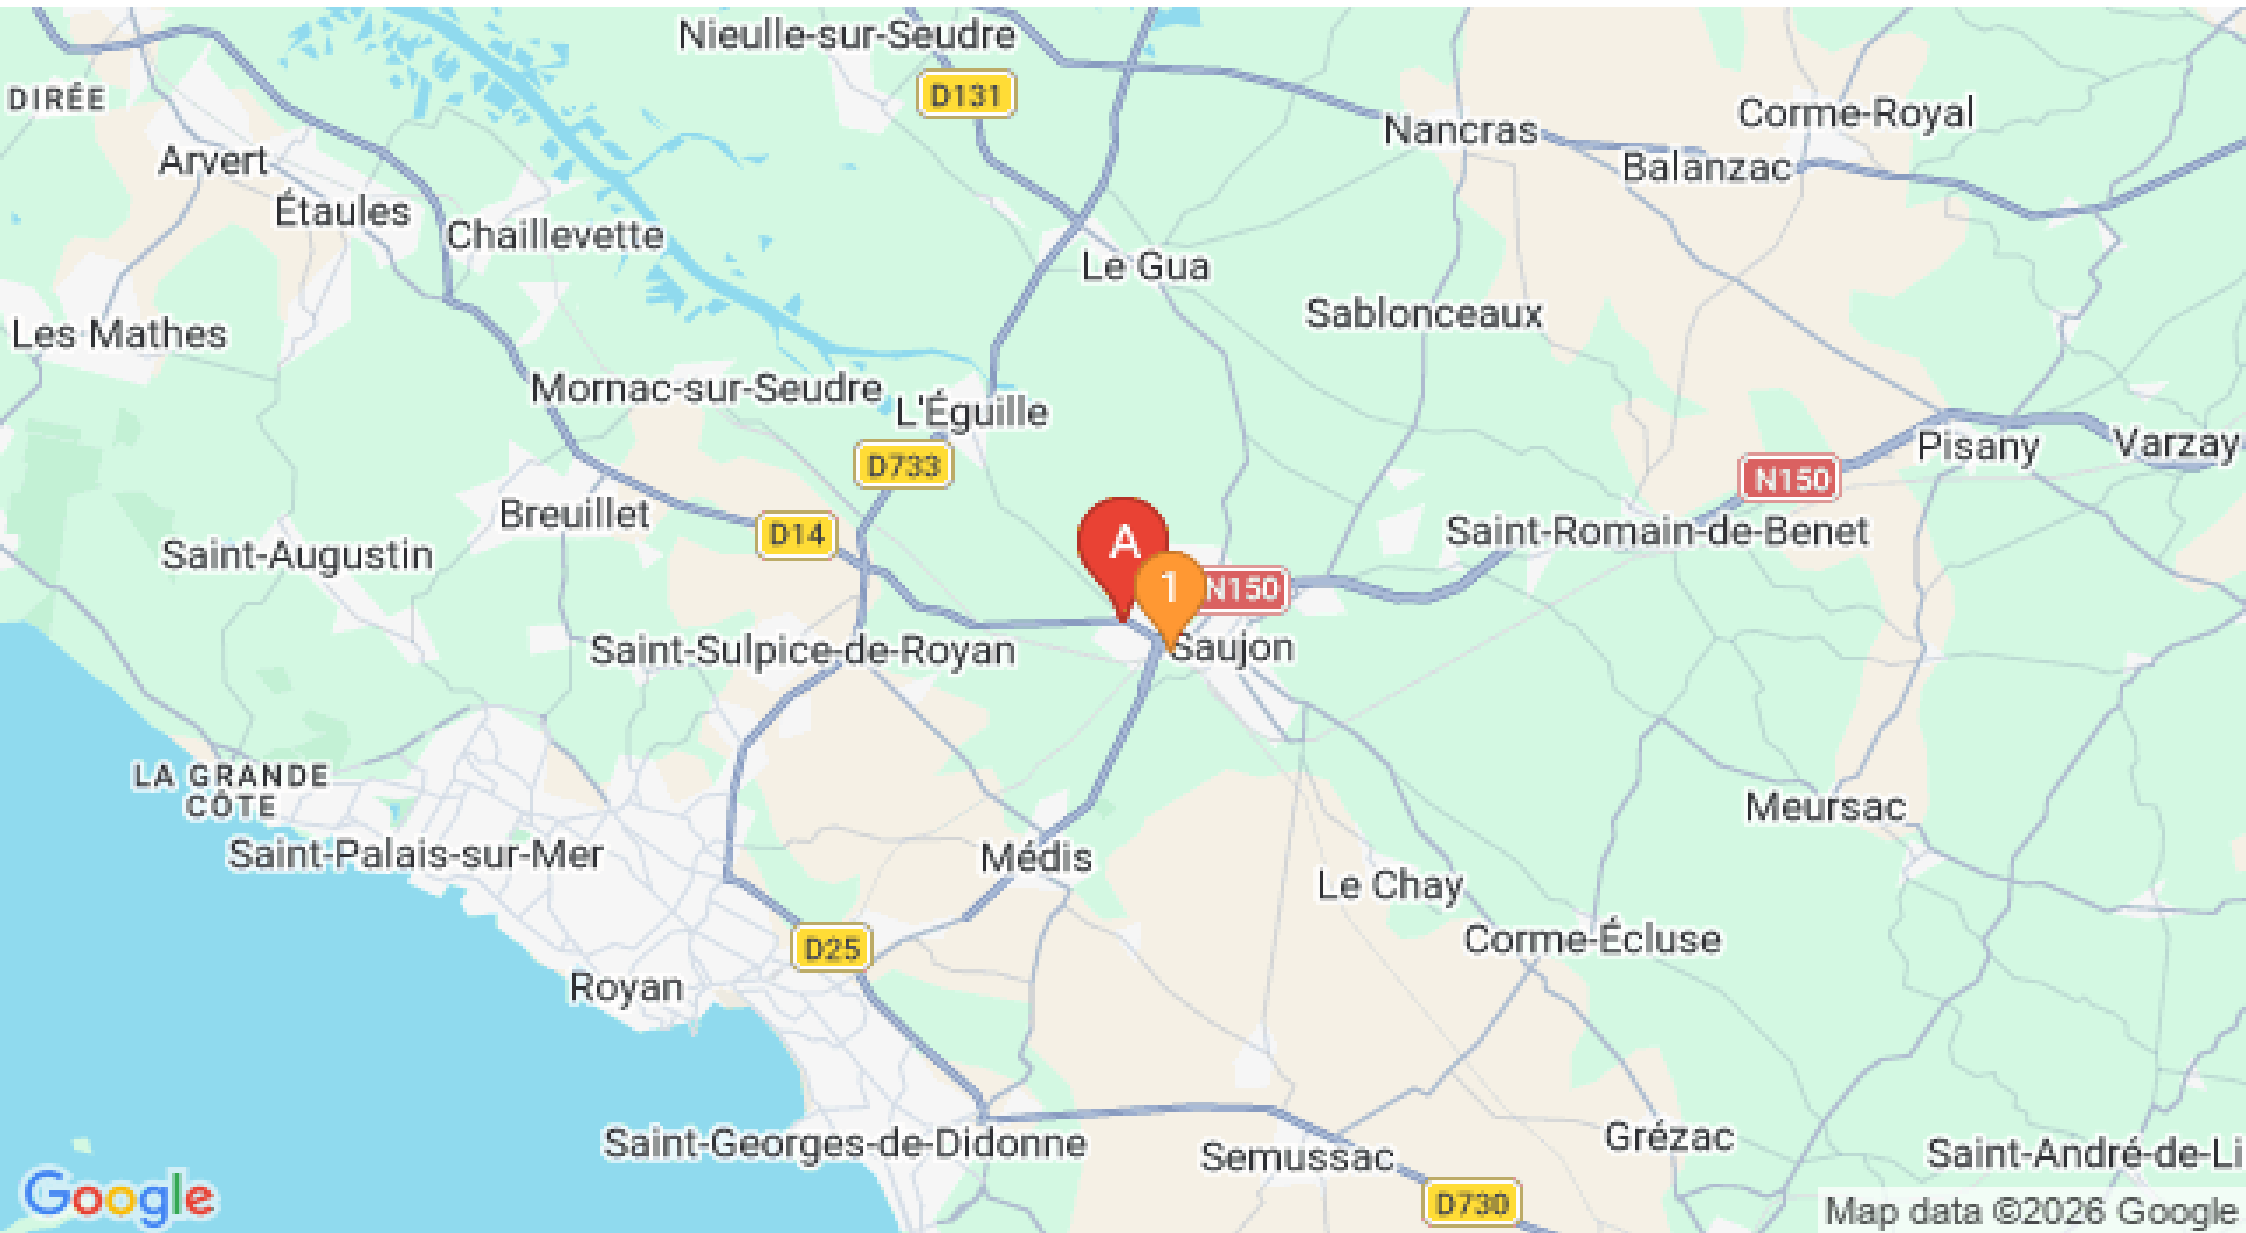 Nieulle-sur-Seudre
D131
DIRÉE
Corme-Royal
Nancras
Arvert
Balanzac
Étaules
Chaillevette
Le Gua
Sablonceaux
Les Mathes
Mornac-sur-Seudre
L'Éguille
Pisany
Varzay
D733
N150
Breuillet
D14
A
Saint-Romain-de-Benet
Saint-Augustin
1
N150
Saint-Sulpice-de-Royan
Saujon
LA GRANDE
CÔTE
Meursac
Saint-Palais-sur-Mer
Médis
Le Chay
D25
Corme-Écluse
Royan
Saint-Georges-de-Didonne
Semussac
Grézac
Saint-André-de-Li
Google
D730
Map data ©2026 Google